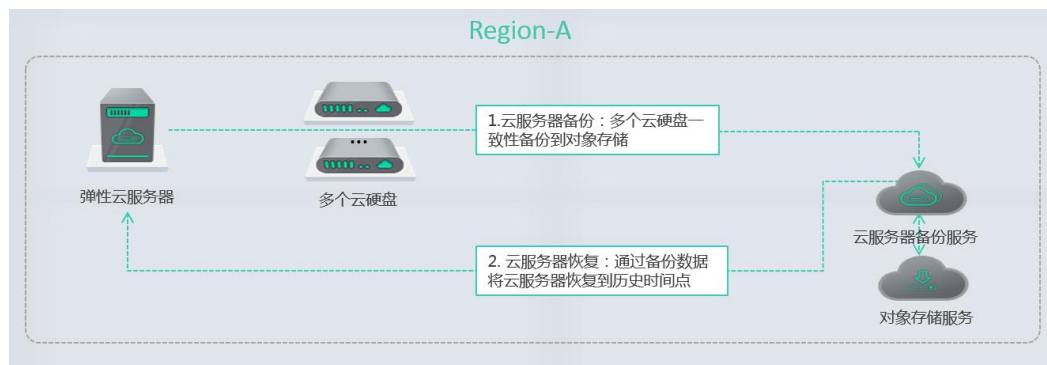 Region-A
1.云服务器备份：多个云硬盘一
致性备份到对象存储
...
弹性云服务器
多个云硬盘
云服务器备份服务
2. 云服务器恢复：通过备份数据
将云服务器恢复到历史时间点
对象存储服务